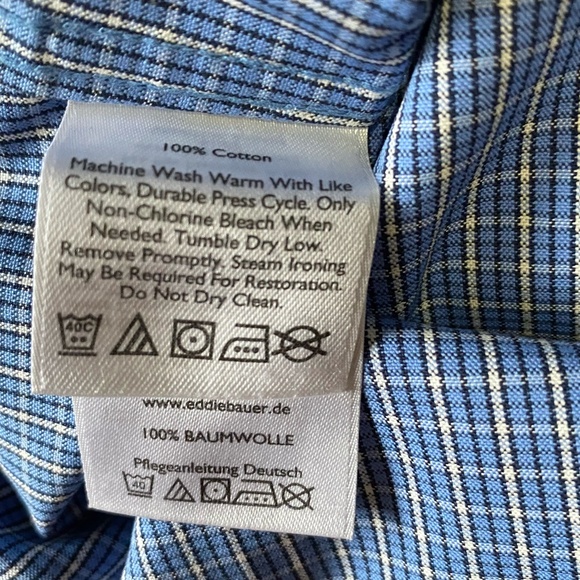 100% Cotton
Machine Wash Warm With Like
Colors, Durable Press Cycle. Only
Non-Chlorine Bleach When
Needed. Tumble Dry Low.
Remove Promptly. Steam Ironing
May Be Required For Restoration.
Do Not Dry Clean.
40C
www.eddiebauer.de
100% BAUMWOLLE
Pflegeanleitung Deutsch
40